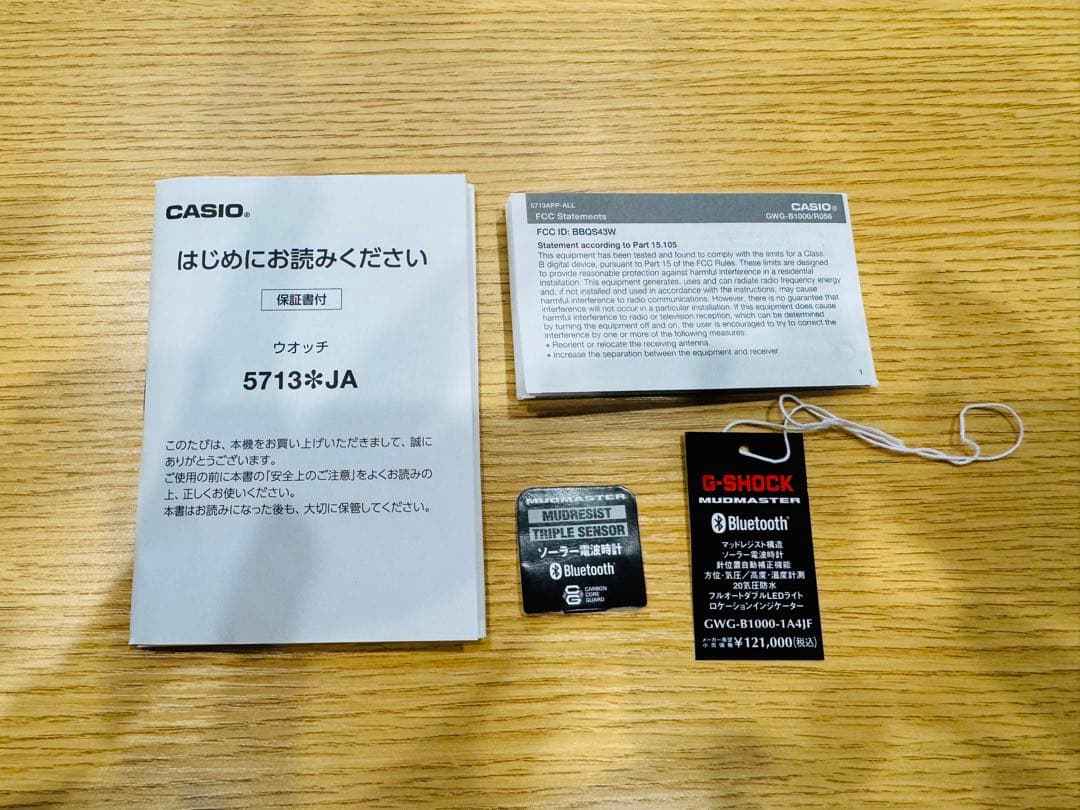 CASIO®
はじめにお読みください
保証書付
ウオッチ
5713✻JA
このたびは、本機をお買い上げいただきまして、誠に
ありがとうございます。
ご使用の前に本書の「安全上のご注意」をよくお読みの
上、正しくお使いください。
本書はお読みになった後も、大切に保管してください。
5713APP-ALL
CASIO®
FCC Statements
GWG-B1000/R056
FCC ID: BBQS43W
Statement according to Part 15.105
This equipment has been tested and found to comply with the limits for a Class
B digital device, pursuant to Part 15 of the FCC Rules. These limits are designed
to provide reasonable protection against harmful interference in a residential
installation. This equipment generates, uses and can radiate radio frequency energy
and, if not installed and used in accordance with the instructions, may cause
harmful interference to radio communications. However, there is no guarantee that
interference will not occur in a particular installation. If this equipment does cause
harmful interference to radio or television reception, which can be determined
by turning the equipment off and on, the user is encouraged to try to correct the
interference by one or more of the following measures:
• Reorient or relocate the receiving antenna.
• Increase the separation between the equipment and receiver.
1
MUDMASTER
MUDRESIST
TRIPLE SENSOR
ソーラー電波時計
Bluetooth®
CARBON
CORE
GUARD
G-SHOCK
MUDMASTER
Bluetooth®
マッドレジスト構造
ソーラー電波時計
針位置自動補正機能
方位・気圧/高度・温度計測
20気圧防水
フルオートダブルLEDライト
ロケーションインジケーター
GWG-B1000-1A4JF
メーカー希望
小売価格 ¥121,000(税込)